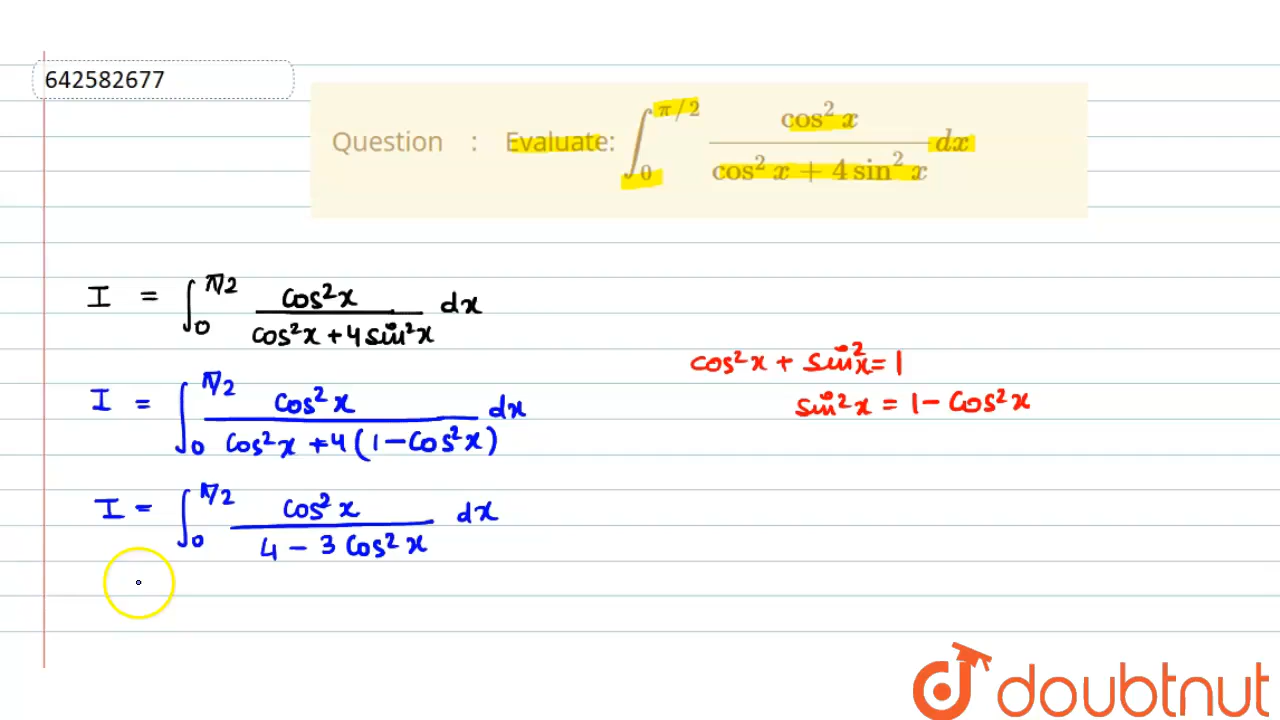 642582677
Question : Evaluate: ∫₀^{π/2} cos² x / (cos² x + 4 sin² x) dx
I = ∫₀^{π/2} cos²x / (cos²x + 4 sin²x) dx
cos²x + sin²x = 1
I = ∫₀^{π/2} cos²x / (cos²x + 4(1 - cos²x)) dx
sin²x = 1 - cos²x
I = ∫₀^{π/2} cos²x / (4 - 3 cos²x) dx
doubtnut